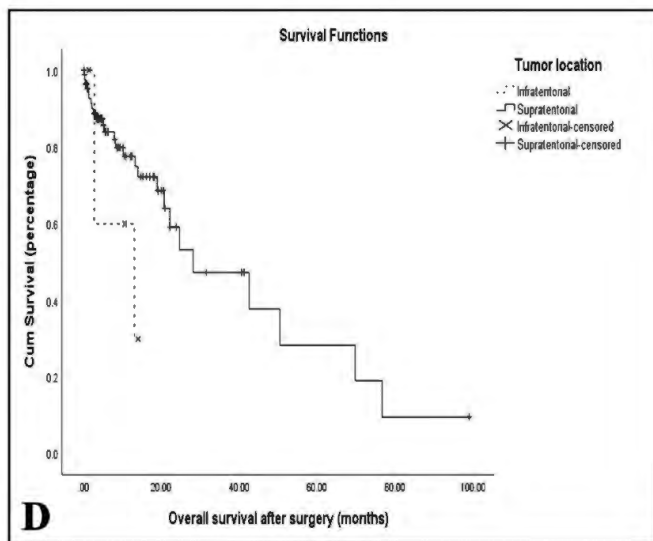 Survival Functions
Tumor location
Infratentorial
Supratentorial
Infratentorial-censored
Supratentorial-censored
Cum Survival (percentage)
1.0
0.8
0.6
0.4
0.2
0.0
.00 20.00 40.00 60.00 80.00 100.00
Overall survival after surgery (months)
D